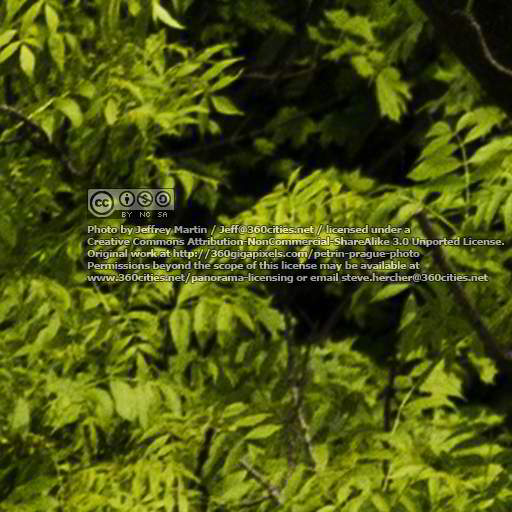 cc
BY NC SA
Photo by Jeffrey Martin / Jeff@360cities.net / licensed under a
Creative Commons Attribution-NonCommercial-ShareAlike 3.0 Unported License.
Original work at http://360gigapixels.com/petrin-prague-photo
Permissions beyond the scope of this license may be available at
www.360cities.net/panorama-licensing or email steve.hercher@360cities.net